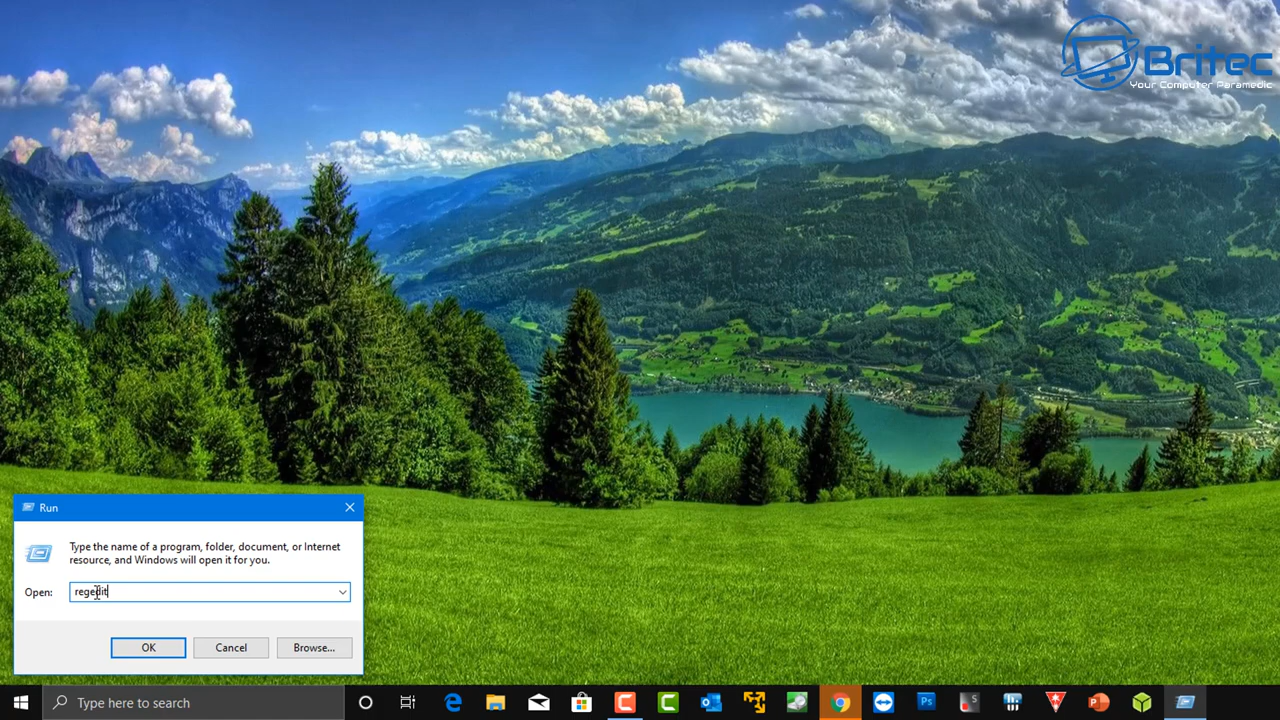 Britec
Your Computer Paramedic
Run
Type the name of a program, folder, document, or Internet
resource, and Windows will open it for you.
Open: regedit
OK Cancel Browse...
Type here to search